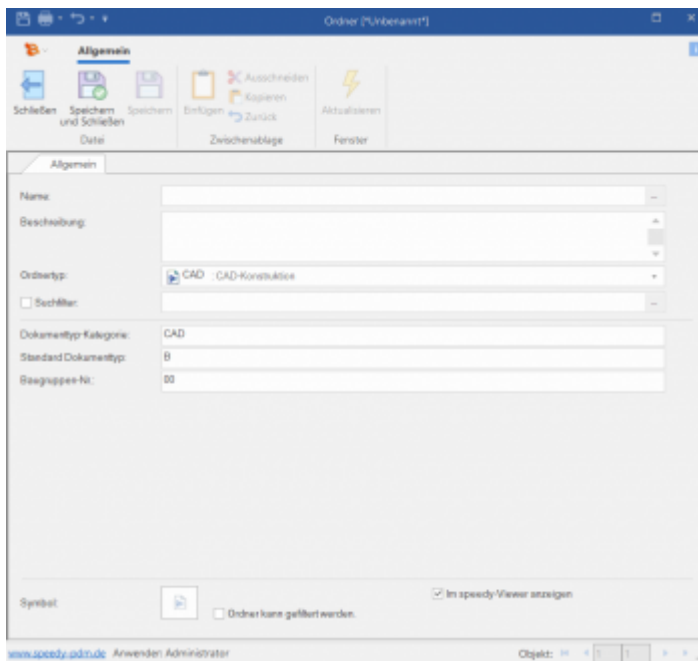 Ordner [*Unbenannt*]
Allgemein
Schließen
Speichern und Schließen
Speichern
Einfügen
Ausschneiden
Kopieren
Zurück
Aktualisieren
Datei
Zwischenablage
Fenster
Allgemein
Name:
Beschreibung:
Ordnertyp: CAD : CAD-Konstruktion
Suchfilter:
Dokumenttyp-Kategorie: CAD
Standard Dokumenttyp: B
Baugruppen-Nr.: 00
Symbol:
Ordner kann gefiltert werden.
Im speedy-Viewer anzeigen
www.speedy-pdm.de Anwender: Administrator
Objekt: 1 1